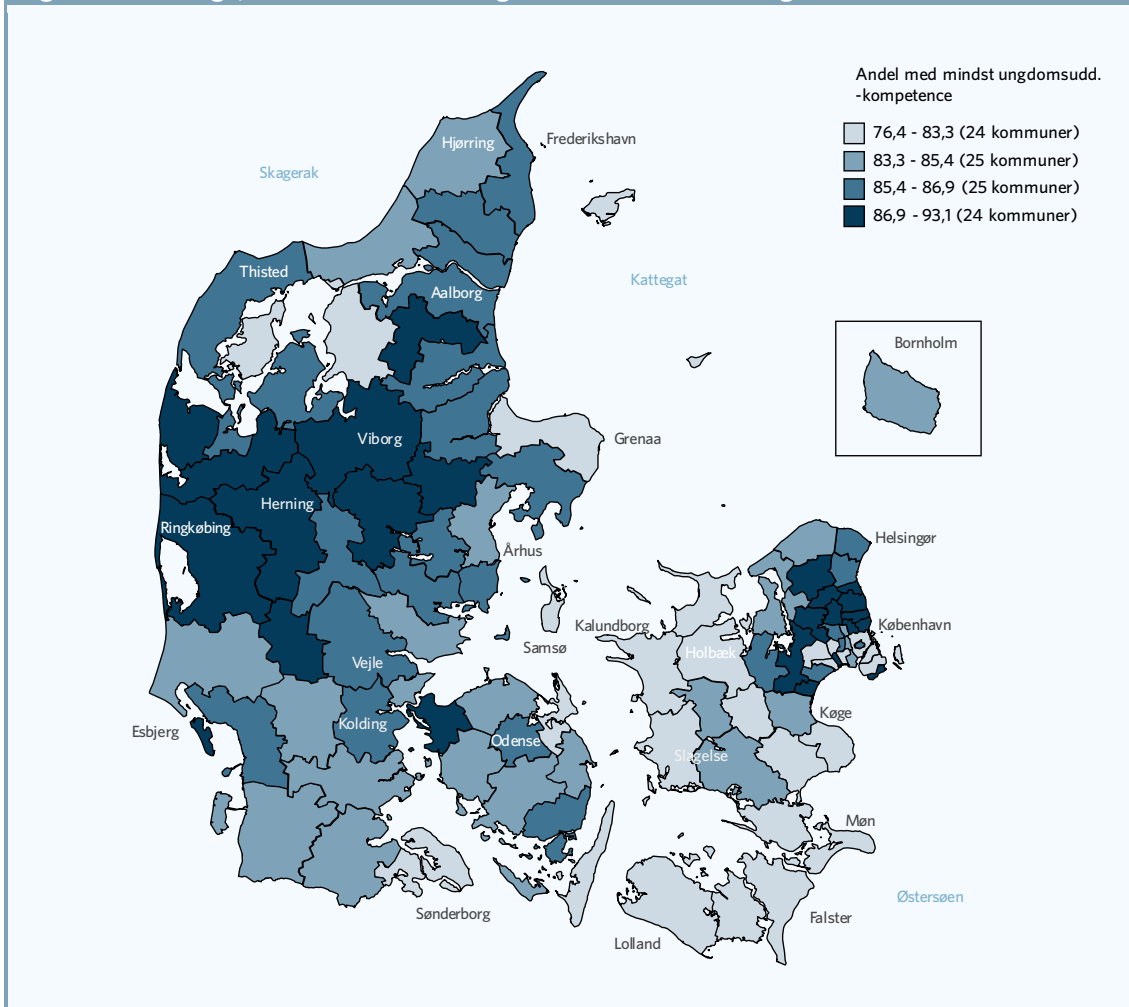 Andel med mindst ungdomsudd.
-kompetence
76,4 - 83,3 (24 kommuner)
83,3 - 85,4 (25 kommuner)
85,4 - 86,9 (25 kommuner)
86,9 - 93,1 (24 kommuner)
Hjørring
Frederikshavn
Skagerak
Thisted
Kattegat
Aalborg
Bornholm
Viborg
Grenaa
Herning
Ringkøbing
Helsingør
Århus
Kalundborg
København
Samsø
Holbæk
Vejle
Køge
Kolding
Esbjerg
Odense
Slagelse
Møn
Østersøen
Sønderborg
Falster
Lolland